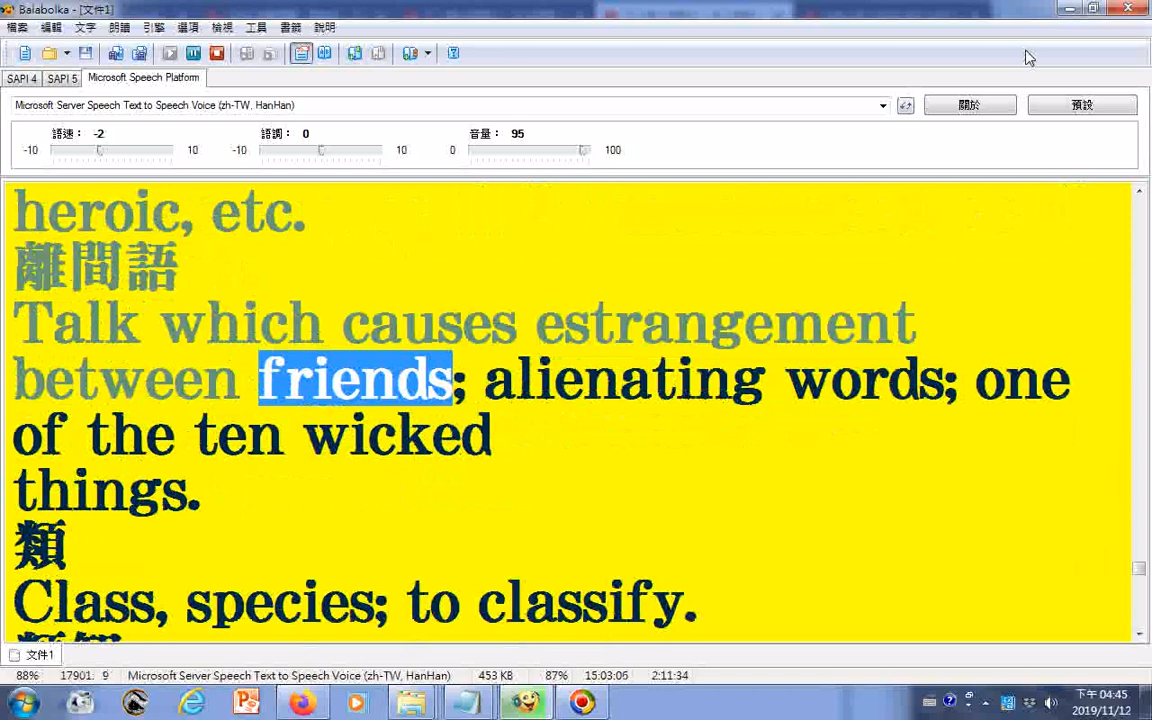 Balabolka - [文件1]
檔案 編輯 文字 朗讀 引擎 選項 檢視 工具 書籤 說明
SAPI 4 SAPI 5 Microsoft Speech Platform
Microsoft Server Speech Text to Speech Voice (zh-TW, HanHan) 關於 預設
語速： -2 語調： 0 音量： 95
-10 10 -10 10 0 100
heroic, etc.
離間語
Talk which causes estrangement
between friends; alienating words; one
of the ten wicked
things.
類
Class, species; to classify.
文件1
88% 17901: 9 Microsoft Server Speech Text to Speech Voice (zh-TW, HanHan) 453 KB 87% 15:03:06 2:11:34
下午 04:45
2019/11/12